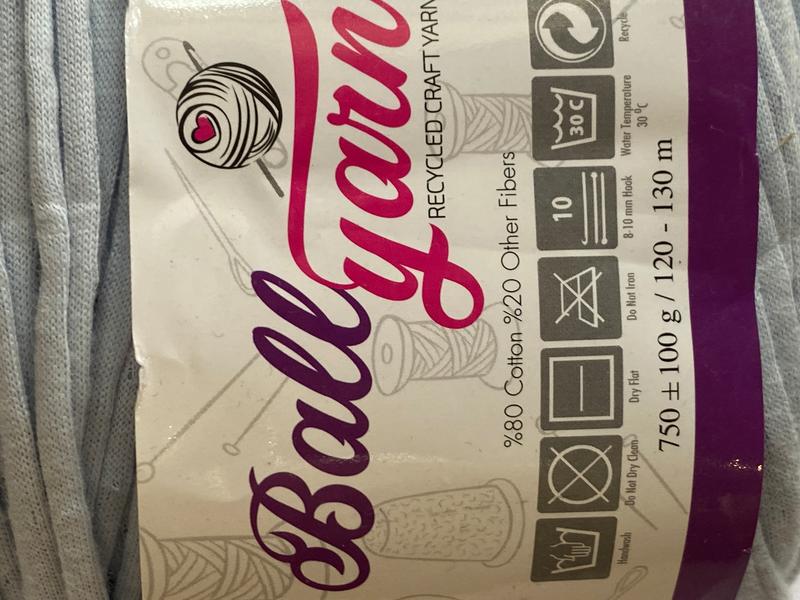 Ball
yarn
RECYCLED CRAFT YARN
%80 Cotton %20 Other Fibers
10
30 C
Handwash
Do Not Dry Clean
Dry Flat
Do Not Iron
8-10 mm Hook
Water Temperature
30 °C
Recycle
750 ± 100 g / 120 - 130 m